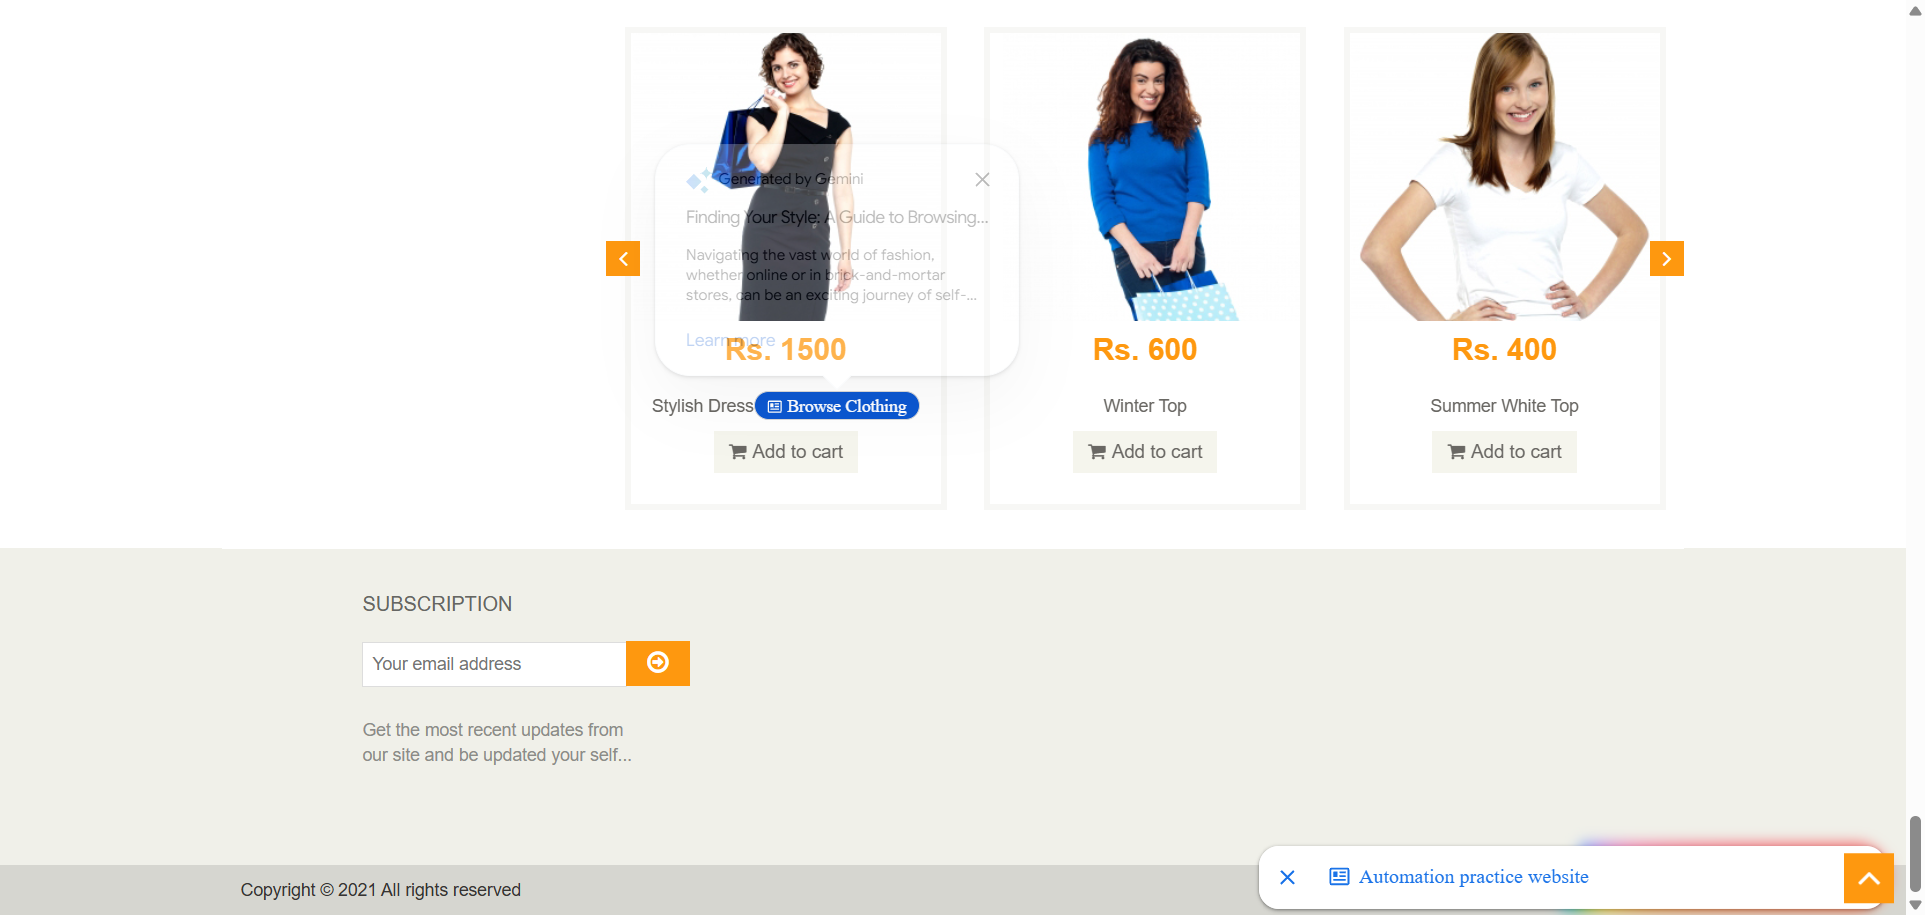 Generated by Gemini
Finding Your Style: A Guide to Browsing...
Navigating the vast world of fashion,
whether online or in brick-and-mortar
stores, can be an exciting journey of self-...
Learn more
Rs. 1500
Stylish Dress
Browse Clothing
Add to cart
Rs. 600
Winter Top
Add to cart
Rs. 400
Summer White Top
Add to cart
SUBSCRIPTION
Your email address
Get the most recent updates from
our site and be updated your self...
Copyright © 2021 All rights reserved
Automation practice website